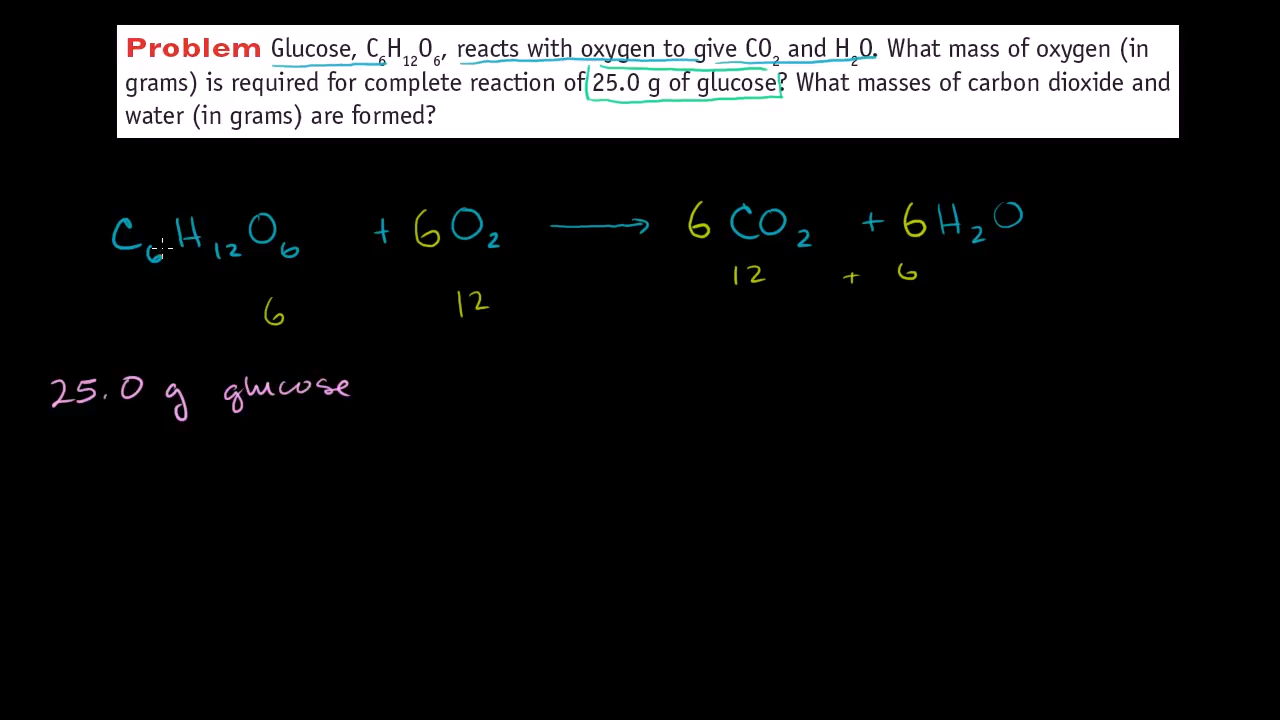 Problem Glucose, C₆H₁₂O₆, reacts with oxygen to give CO₂ and H₂O. What mass of oxygen (in
grams) is required for complete reaction of 25.0 g of glucose? What masses of carbon dioxide and
water (in grams) are formed?
C₆H₁₂O₆ + 6O₂ → 6CO₂ + 6H₂O
12 + 6
6 12
25.0 g glucose